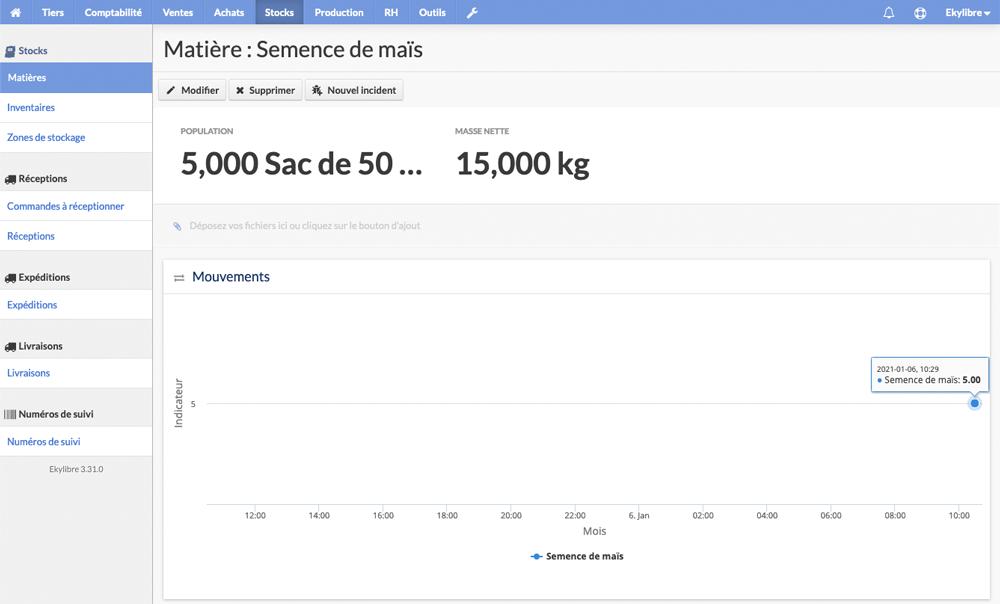 Tiers Comptabilité Ventes Achats Stocks Production RH Outils Ekylibre
Stocks
Matières
Inventaires
Zones de stockage
Réceptions
Commandes à réceptionner
Réceptions
Expéditions
Expéditions
Livraisons
Livraisons
Numéros de suivi
Numéros de suivi
Ekylibre 3.31.0
Matière : Semence de maïs
Modifier Supprimer Nouvel incident
POPULATION MASSE NETTE
5,000 Sac de 50 ... 15,000 kg
Déposez vos fichiers ici ou cliquez sur le bouton d'ajout
Mouvements
2021-01-06, 10:29
Semence de maïs: 5.00
Indicateur
5
12:00 14:00 16:00 18:00 20:00 22:00 6. Jan 02:00 04:00 06:00 08:00 10:00
Mois
Semence de maïs